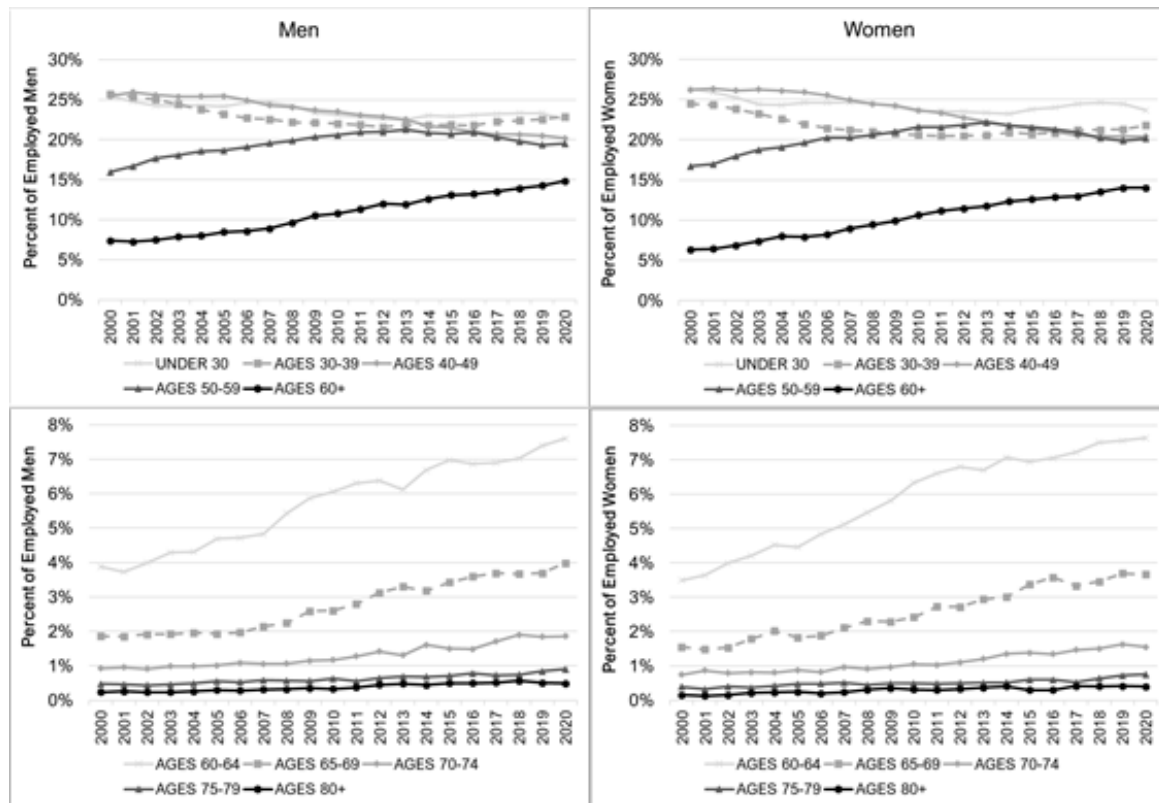 Men
Percent of Employed Men
30%
25%
20%
15%
10%
5%
0%
2000 2001 2002 2003 2004 2005 2006 2007 2008 2009 2010 2011 2012 2013 2014 2015 2016 2017 2018 2019 2020
UNDER 30 AGES 30-39 AGES 40-49
AGES 50-59 AGES 60+
Women
Percent of Employed Women
30%
25%
20%
15%
10%
5%
0%
2000 2001 2002 2003 2004 2005 2006 2007 2008 2009 2010 2011 2012 2013 2014 2015 2016 2017 2018 2019 2020
UNDER 30 AGES 30-39 AGES 40-49
AGES 50-59 AGES 60+
Percent of Employed Men
8%
7%
6%
5%
4%
3%
2%
1%
0%
2000 2001 2002 2003 2004 2005 2006 2007 2008 2009 2010 2011 2012 2013 2014 2015 2016 2017 2018 2019 2020
AGES 60-64 AGES 65-69 AGES 70-74
AGES 75-79 AGES 80+
Percent of Employed Women
8%
7%
6%
5%
4%
3%
2%
1%
0%
2000 2001 2002 2003 2004 2005 2006 2007 2008 2009 2010 2011 2012 2013 2014 2015 2016 2017 2018 2019 2020
AGES 60-64 AGES 65-69 AGES 70-74
AGES 75-79 AGES 80+